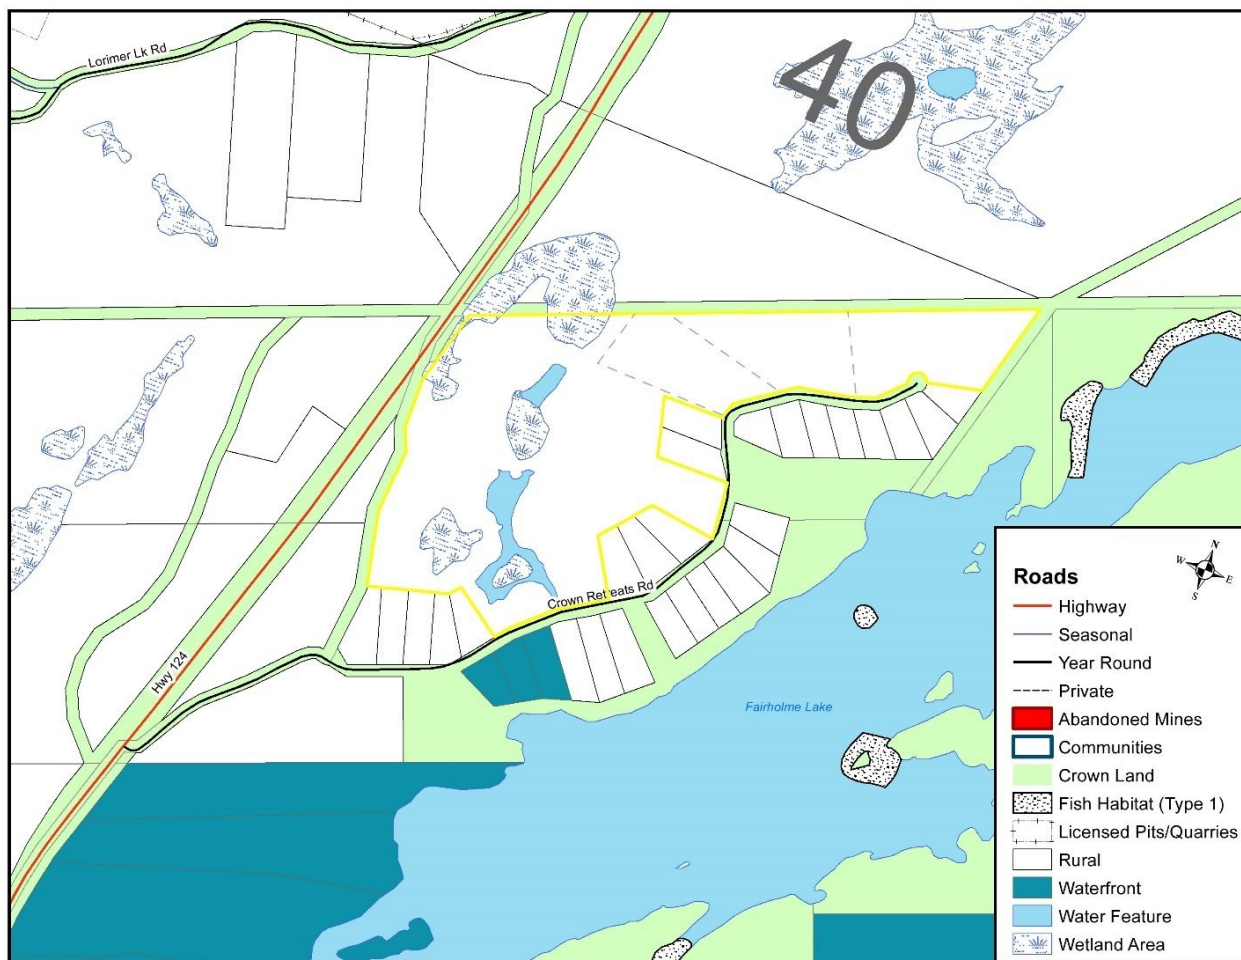 Lorimer Lk Rd
40
Crown Retreats Rd
Hwy 124
Fairholme Lake
N
W
E
S
Roads
Highway
Seasonal
Year Round
Private
Abandoned Mines
Communities
Crown Land
Fish Habitat (Type 1)
Licensed Pits/Quarries
Rural
Waterfront
Water Feature
Wetland Area